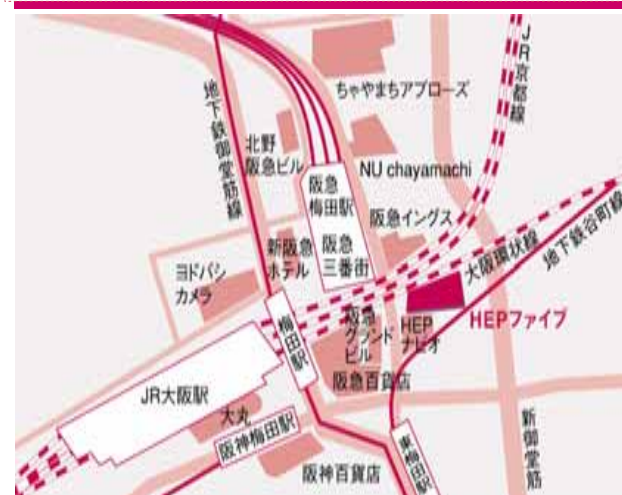 JR京都線
ちゃやまちアプローズ
地下鉄御堂筋線
北野
阪急ビル
NU chayamachi
阪急
梅田駅
阪急イングス
地下鉄谷町線
大阪環状線
新阪急
ホテル
阪急
三番街
ヨドバシ
カメラ
梅田駅
阪急
グランド
ビル
HEP
ナビオ
HEPファイブ
阪急百貨店
JR大阪駅
大丸
阪神梅田駅
東梅田駅
新御堂筋
阪神百貨店